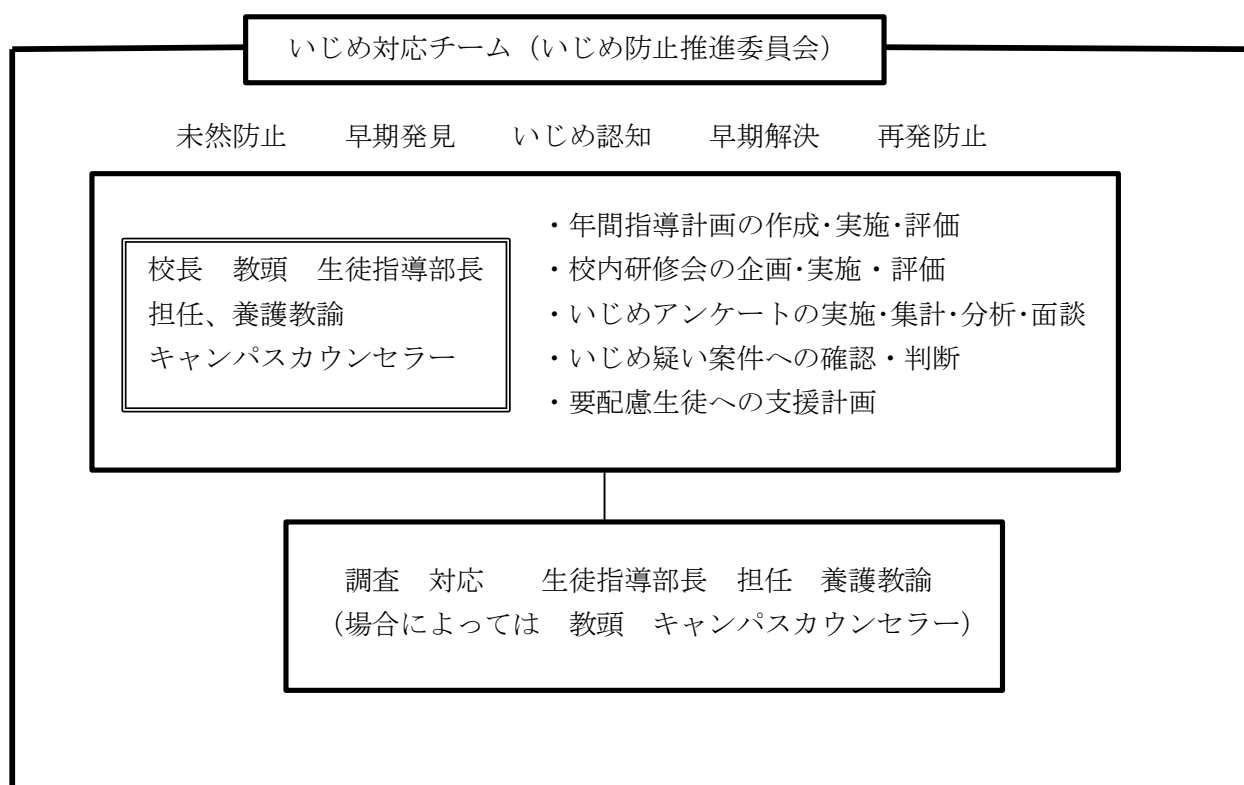 いじめ対応チーム（いじめ防止推進委員会）
未然防止　早期発見　いじめ認知　早期解決　再発防止
校長　教頭　生徒指導部長
担任、養護教諭
キャンパスカウンセラー
・年間指導計画の作成･実施･評価
・校内研修会の企画･実施・評価
・いじめアンケートの実施･集計･分析･面談
・いじめ疑い案件への確認・判断
・要配慮生徒への支援計画
調査　対応　　生徒指導部長　担任　養護教諭
（場合によっては　教頭　キャンパスカウンセラー）